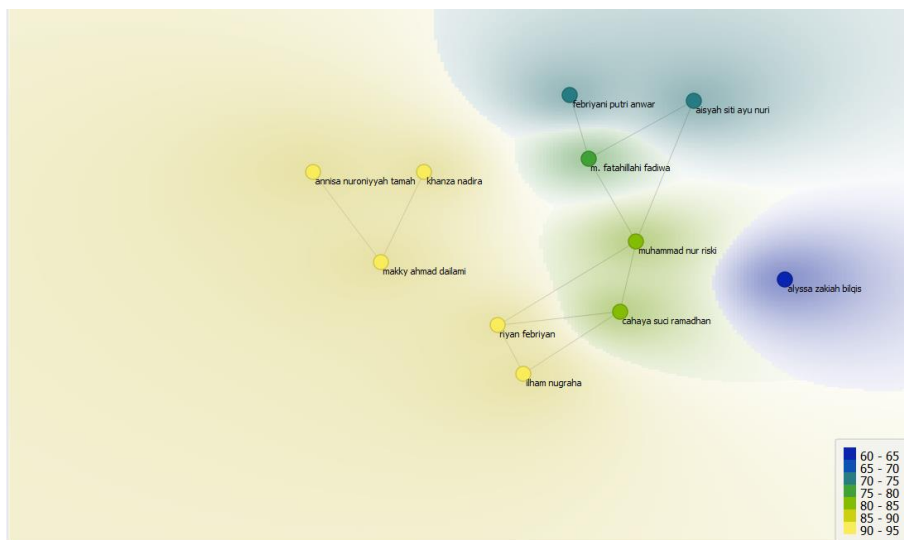 febriyani putri anwar
aisyah siti ayu nuri
m. fatahillahi fadiwa
annisa nuroniyyah tamah
khanza nadira
muhammad nur riski
makky ahmad dailami
alyssa zakiah bilqis
cahaya suci ramadhan
riyan febriyan
ilham nugraha
60 - 65
65 - 70
70 - 75
75 - 80
80 - 85
85 - 90
90 - 95